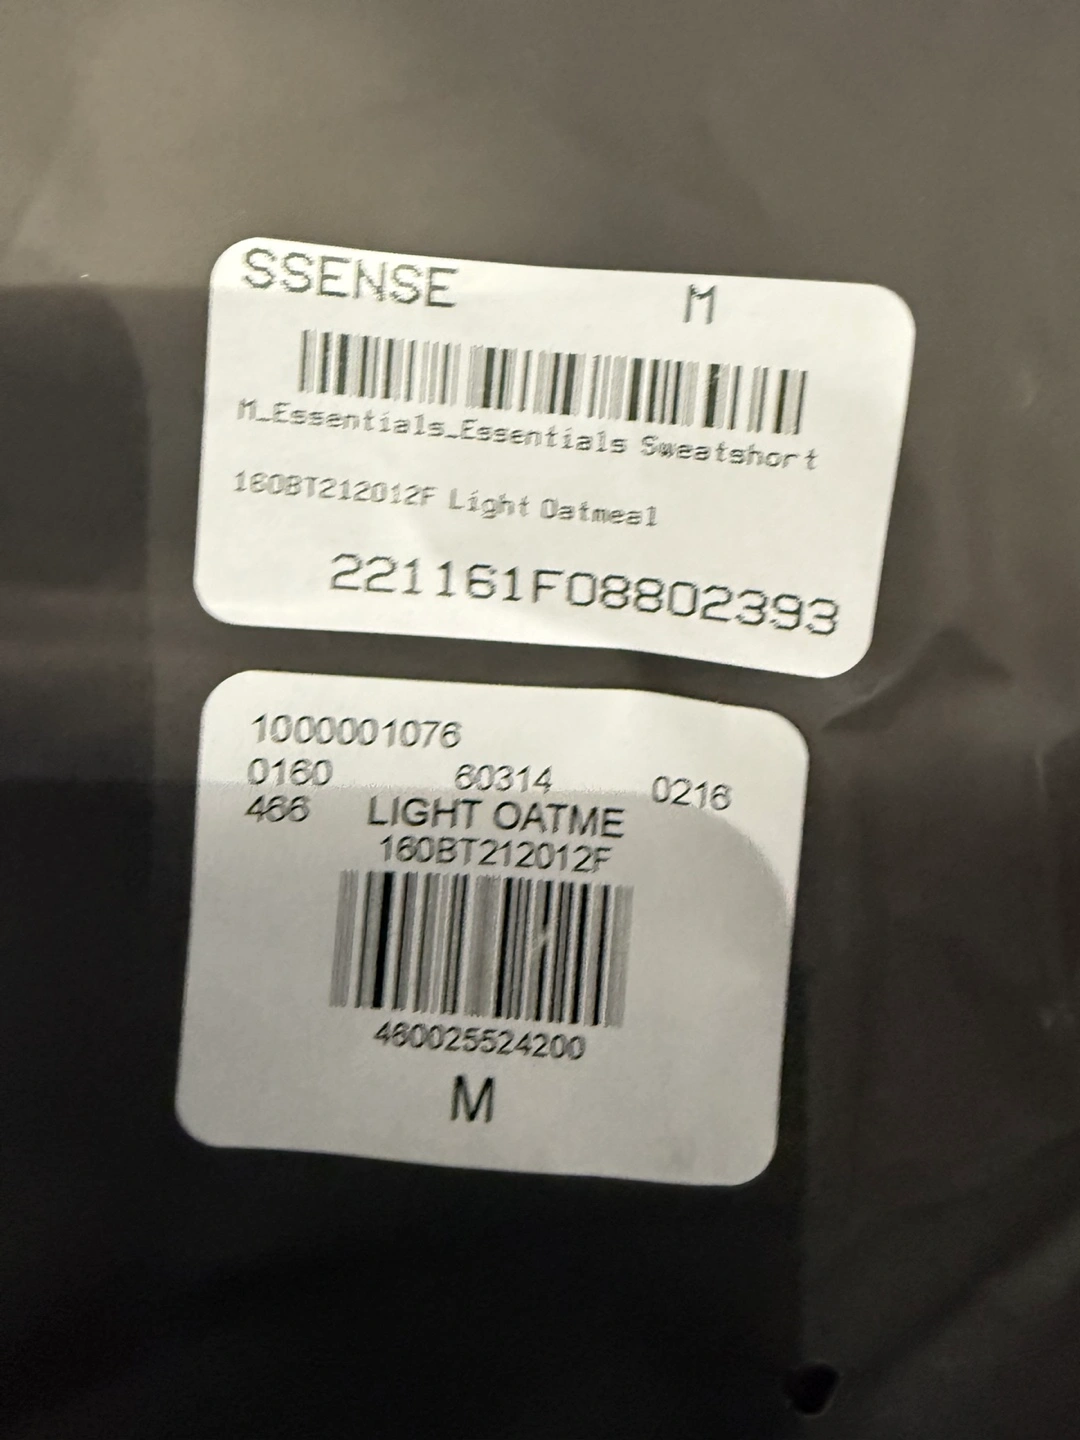 SSENSE M
M_Essentials_Essentials Sweatshort
160BT212012F Light Oatmeal
221161F08802393
1000001076
0160 60314 0216
466 LIGHT OATME
160BT212012F
460025524200
M